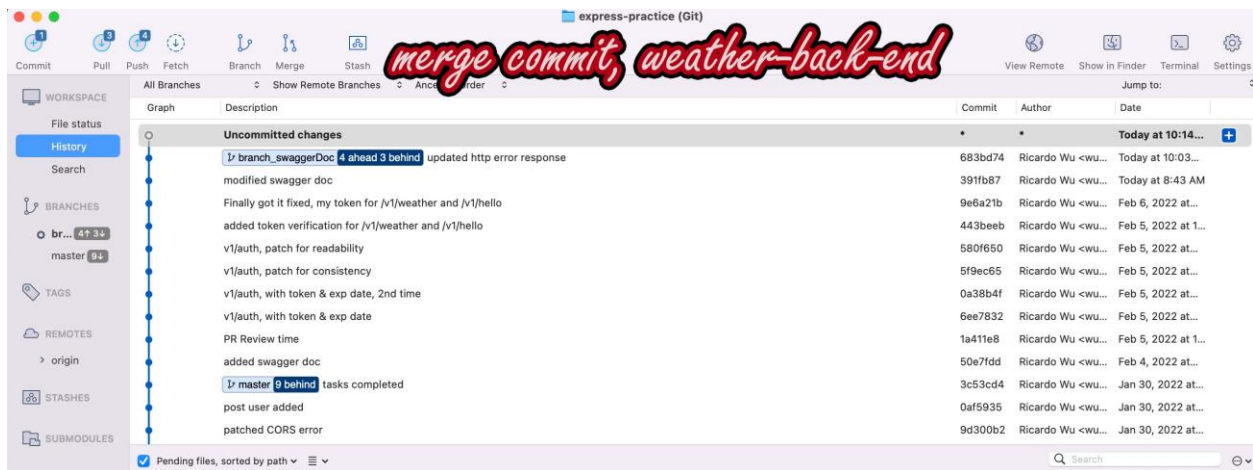 express-practice (Git)
1 3 4
Commit Pull Push Fetch Branch Merge Stash View Remote Show in Finder Terminal Settings
merge commit, weather-back-end
All Branches Show Remote Branches Jump to:
Graph Description Commit Author Date
WORKSPACE
File status
History
Search
BRANCHES
br... 4↑ 3↓
master 9↓
TAGS
REMOTES
origin
STASHES
SUBMODULES
Uncommitted changes * * Today at 10:14...
branch_swaggerDoc 4 ahead 3 behind updated http error response 683bd74 Ricardo Wu <wu... Today at 10:03...
modified swagger doc 391fb87 Ricardo Wu <wu... Today at 8:43 AM
Finally got it fixed, my token for /v1/weather and /v1/hello 9e6a21b Ricardo Wu <wu... Feb 6, 2022 at...
added token verification for /v1/weather and /v1/hello 443beeb Ricardo Wu <wu... Feb 5, 2022 at 1...
v1/auth, patch for readability 580f650 Ricardo Wu <wu... Feb 5, 2022 at...
v1/auth, patch for consistency 5f9ec65 Ricardo Wu <wu... Feb 5, 2022 at...
v1/auth, with token & exp date, 2nd time 0a38b4f Ricardo Wu <wu... Feb 5, 2022 at...
v1/auth, with token & exp date 6ee7832 Ricardo Wu <wu... Feb 5, 2022 at...
PR Review time 1a411e8 Ricardo Wu <wu... Feb 5, 2022 at 1...
added swagger doc 50e7fdd Ricardo Wu <wu... Feb 4, 2022 at...
master 9 behind tasks completed 3c53cd4 Ricardo Wu <wu... Jan 30, 2022 at...
post user added 0af5935 Ricardo Wu <wu... Jan 30, 2022 at...
patched CORS error 9d300b2 Ricardo Wu <wu... Jan 30, 2022 at...
Pending files, sorted by path Search